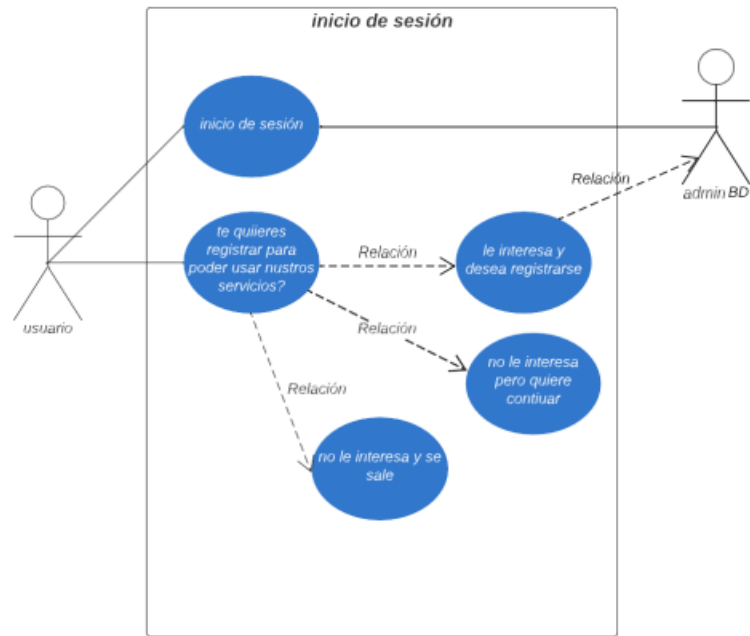 inicio de sesión
inicio de sesión
Relación
admin BD
te quiieres
registrar para
poder usar nustros
servicios?
Relación
le interesa y
desea registrarse
usuario
Relación
no le interesa
pero quiere
contiuar
Relación
no le interesa y se
sale